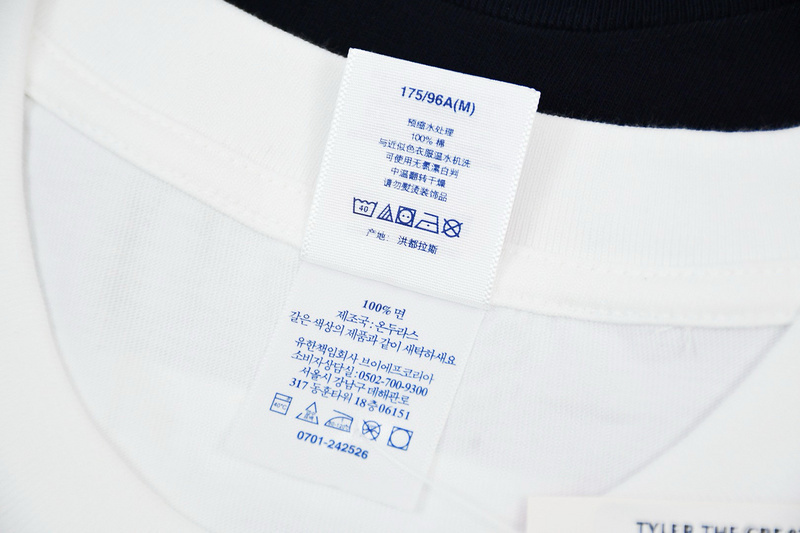 175/96A(M)
预缩水处理
100% 棉
与近似色衣服温水机洗
可使用无氯漂白剂
中温翻转干燥
请勿熨烫装饰品
40
产地: 洪都拉斯
100% 면
제조국 : 온두라스
같은 색상의 제품과 같이 세탁하세요
유한책임회사 브이에프코리아
소비자상담실 : 0502-700-9300
서울시 강남구 테헤란로
317 동훈타워 18층 06151
40℃
0701-242526
TYLER THE CREAT